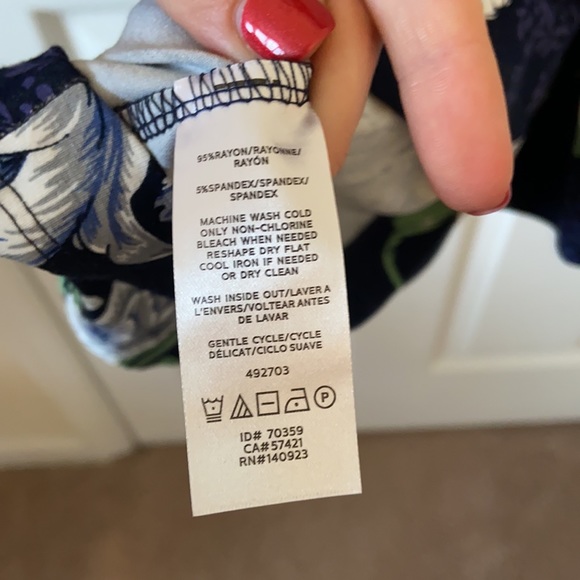 95%RAYON/RAYONNE/
RAYÓN
5%SPANDEX/SPANDEX/
SPANDEX
MACHINE WASH COLD
ONLY NON-CHLORINE
BLEACH WHEN NEEDED
RESHAPE DRY FLAT
COOL IRON IF NEEDED
OR DRY CLEAN
WASH INSIDE OUT/LAVER A
L'ENVERS/VOLTEAR ANTES
DE LAVAR
GENTLE CYCLE/CYCLE
DÉLICAT/CICLO SUAVE
492703
P
ID# 70359
CA#57421
RN#140923